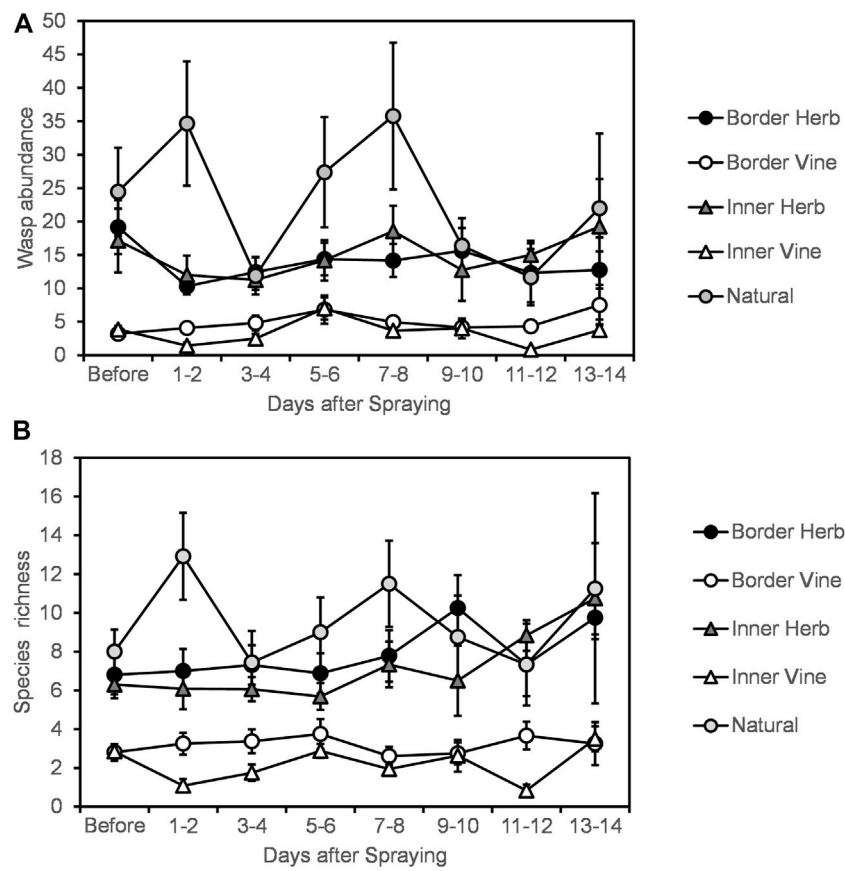 A
50
45
40
35
30
25
20
15
10
5
0
Wasp abundance
Before 1-2 3-4 5-6 7-8 9-10 11-12 13-14
Days after Spraying
Border Herb
Border Vine
Inner Herb
Inner Vine
Natural
B
18
16
14
12
10
8
6
4
2
0
Species richness
Before 1-2 3-4 5-6 7-8 9-10 11-12 13-14
Days after Spraying
Border Herb
Border Vine
Inner Herb
Inner Vine
Natural